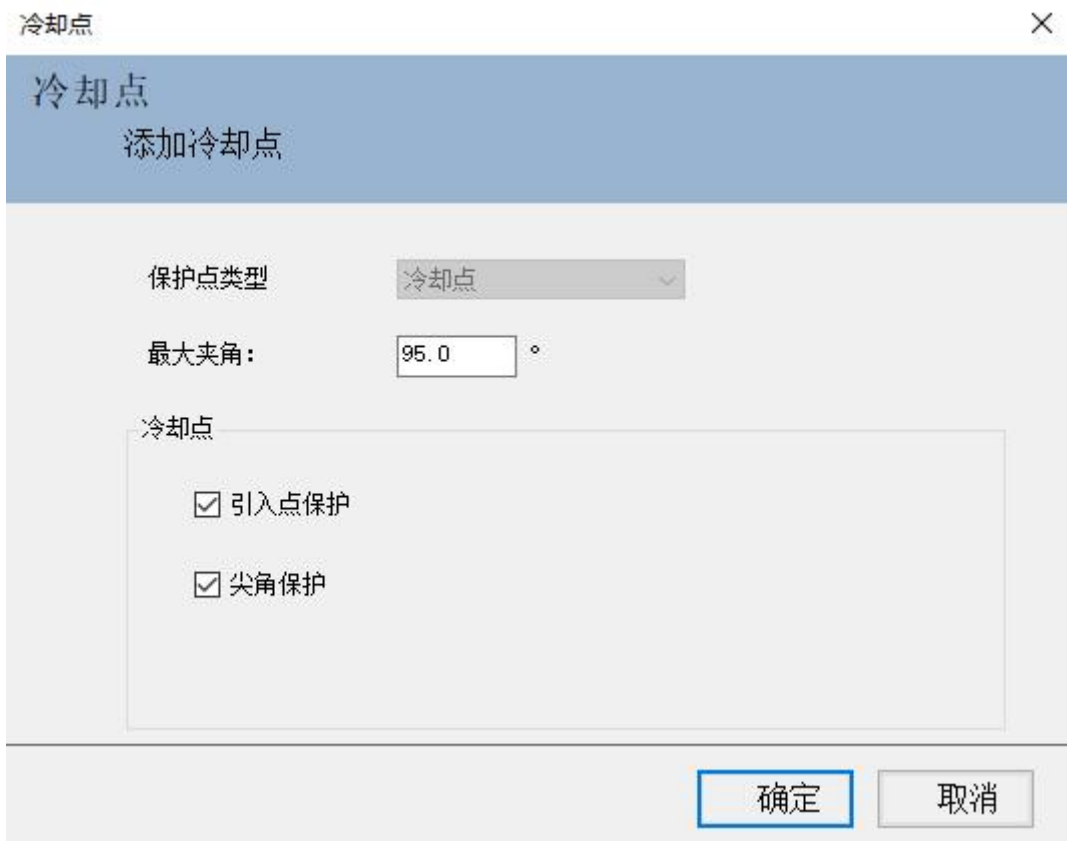 冷却点
冷却点
添加冷却点
保护点类型 冷却点
最大夹角: 95.0 °
冷却点
引入点保护
尖角保护
确定 取消